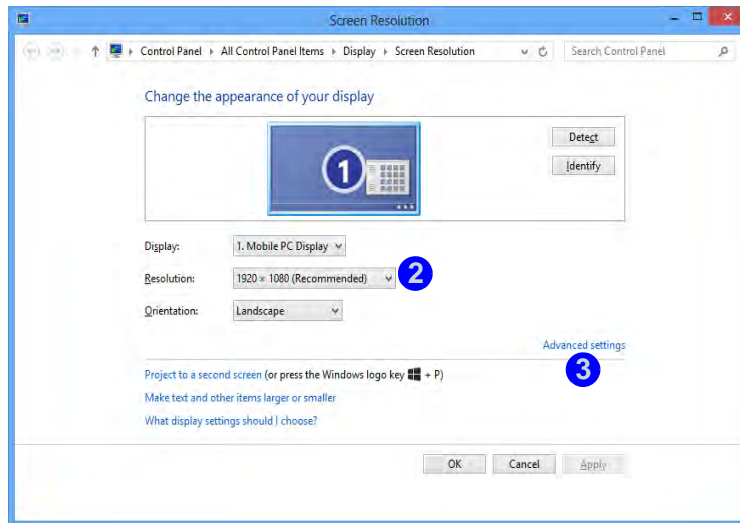 Screen Resolution
Control Panel ▸ All Control Panel Items ▸ Display ▸ Screen Resolution
Search Control Panel
Change the appearance of your display
1
Detect
Identify
Display: 1. Mobile PC Display
Resolution: 1920 × 1080 (Recommended) 2
Orientation: Landscape
Advanced settings
3
Project to a second screen (or press the Windows logo key + P)
Make text and other items larger or smaller
What display settings should I choose?
OK Cancel Apply